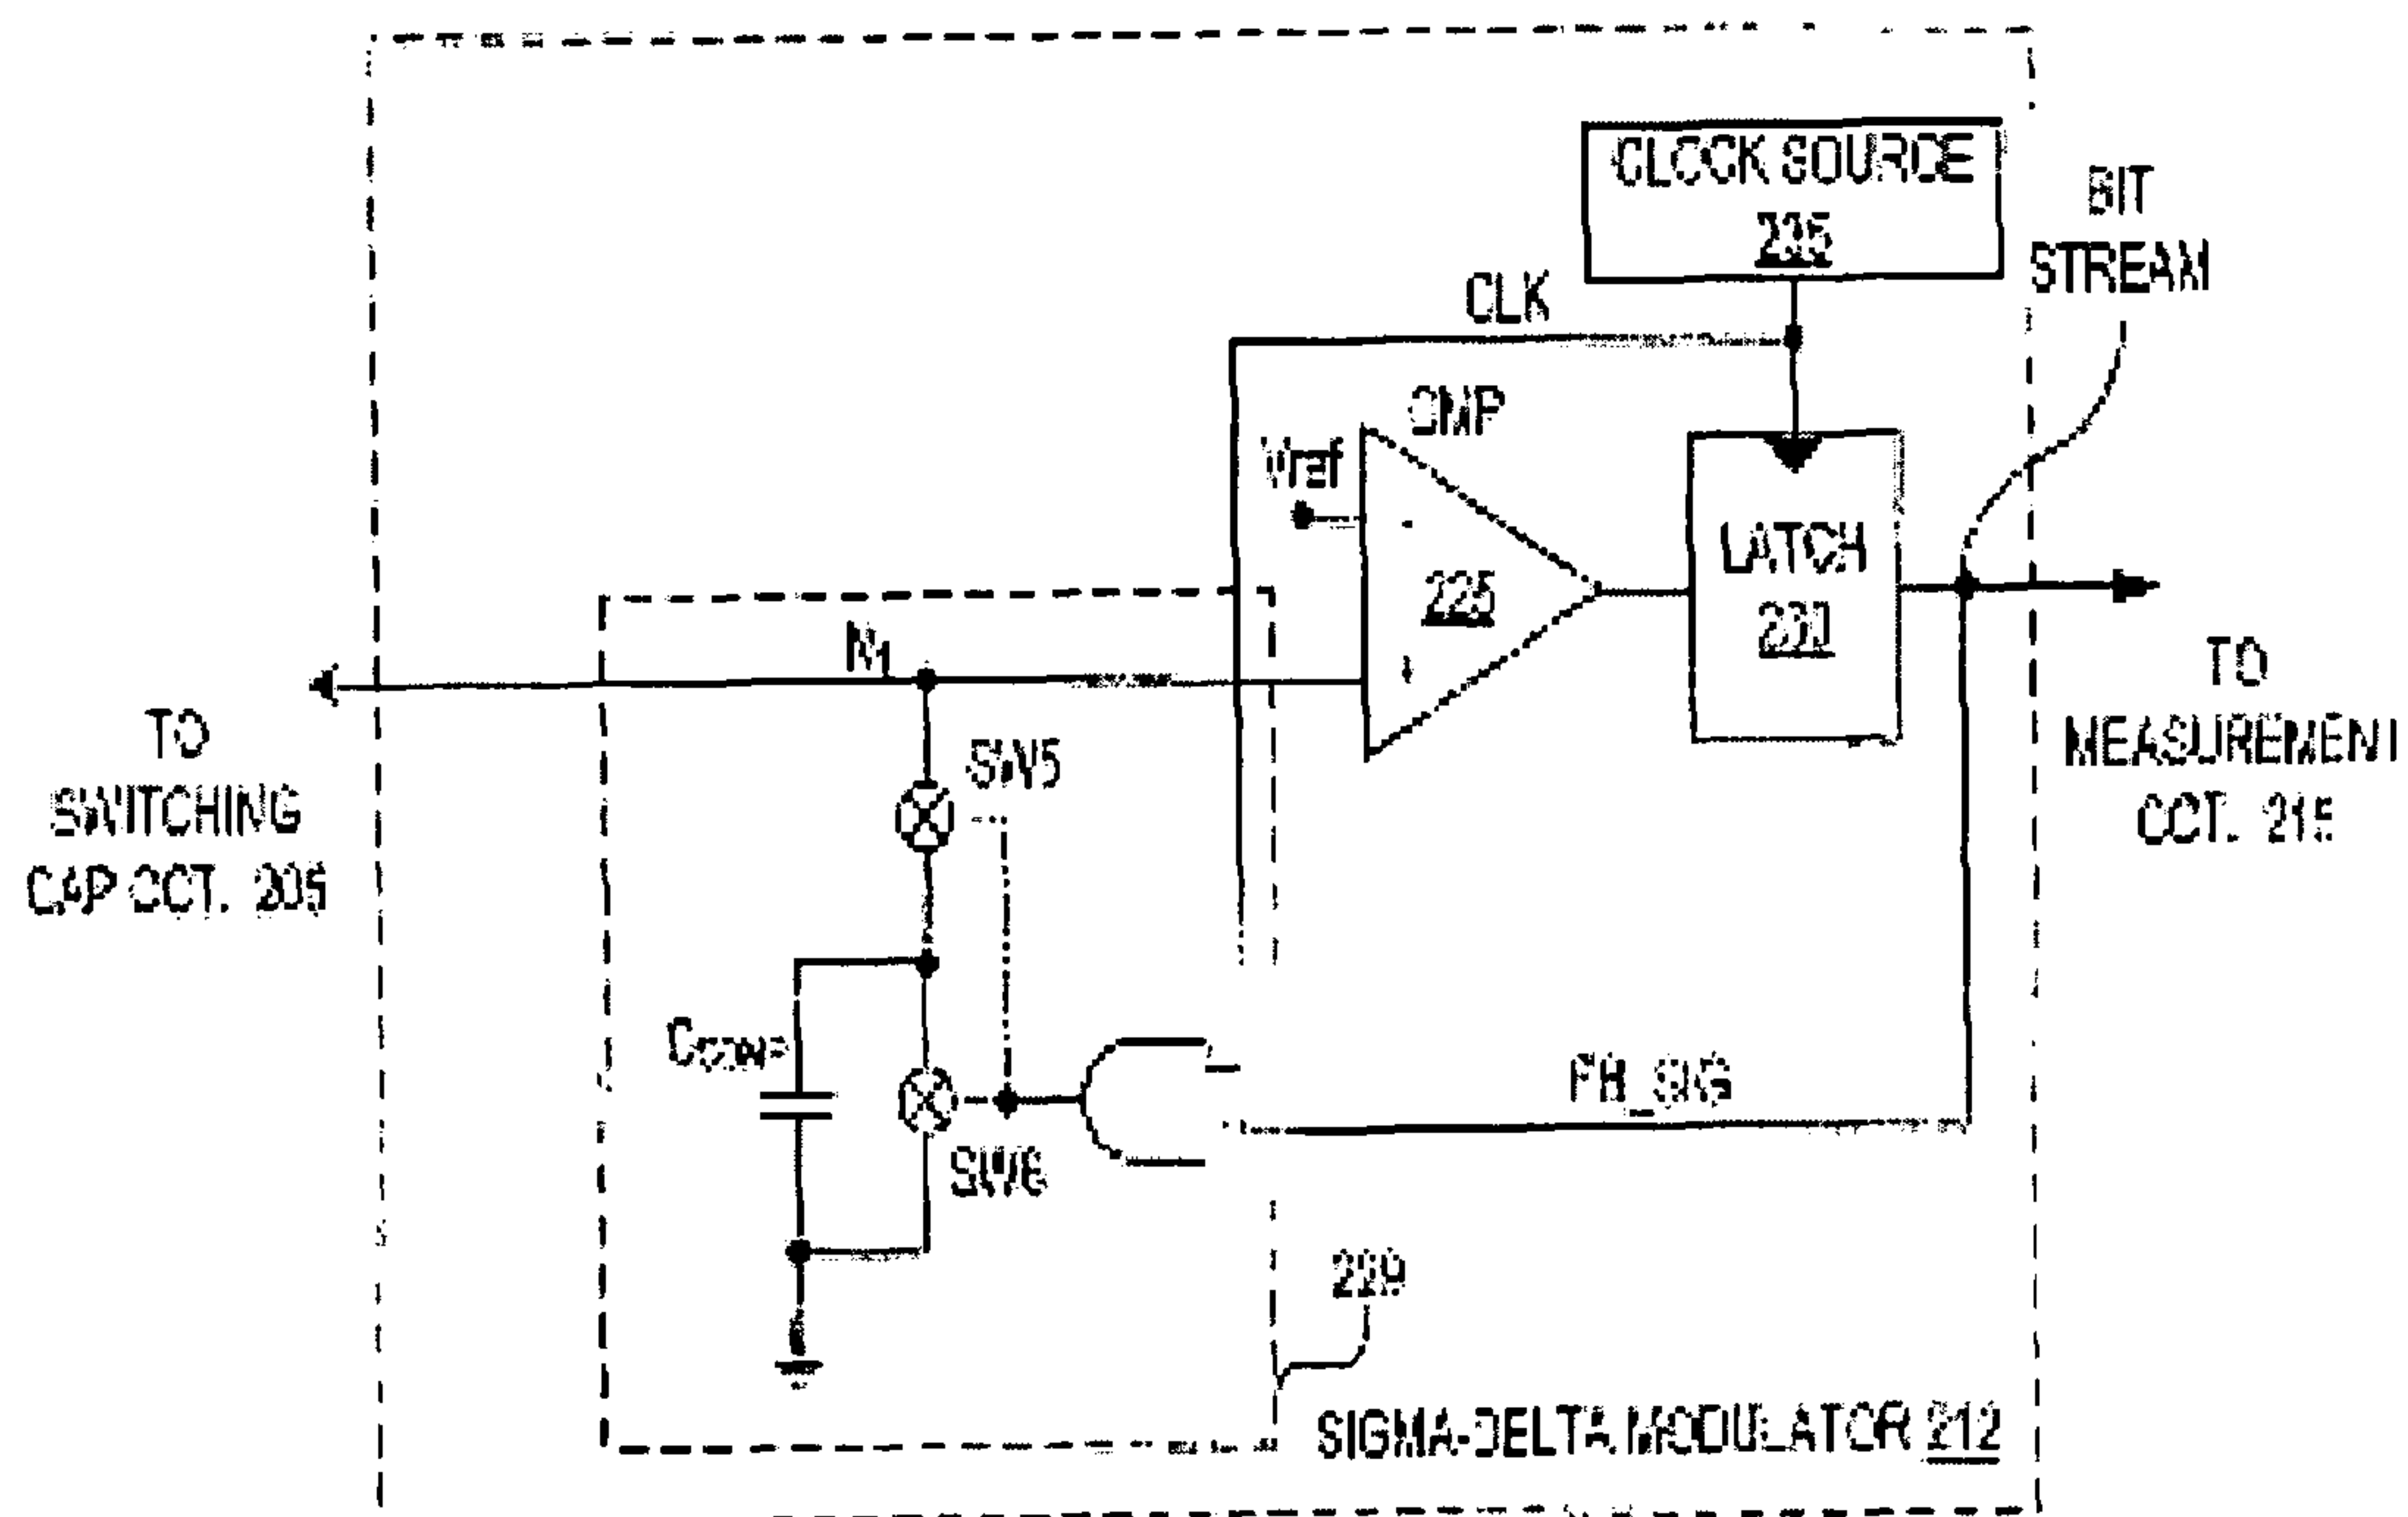 CLOCK SOURCE
235
BIT
STREAM
CLK
CMP
Vref
225
LATCH
230
N1
TO
SWITCHING
CAP CCT. 205
TO
MEASUREMENT
CCT. 215
SW5
CCOMP
SW6
FB_SIG
SIGMA-DELTA MODULATOR 212